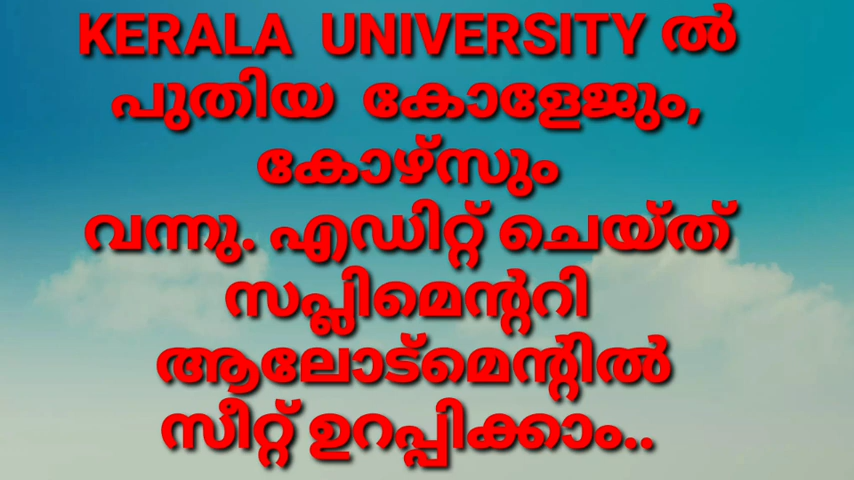 KERALA UNIVERSITY ൽ
പുതിയ കോളേജും,
കോഴ്സും
വന്നു. എഡിറ്റ് ചെയ്ത്
സപ്ലിമെന്ററി
ആലോട്മെന്റിൽ
സീറ്റ് ഉറപ്പിക്കാം..